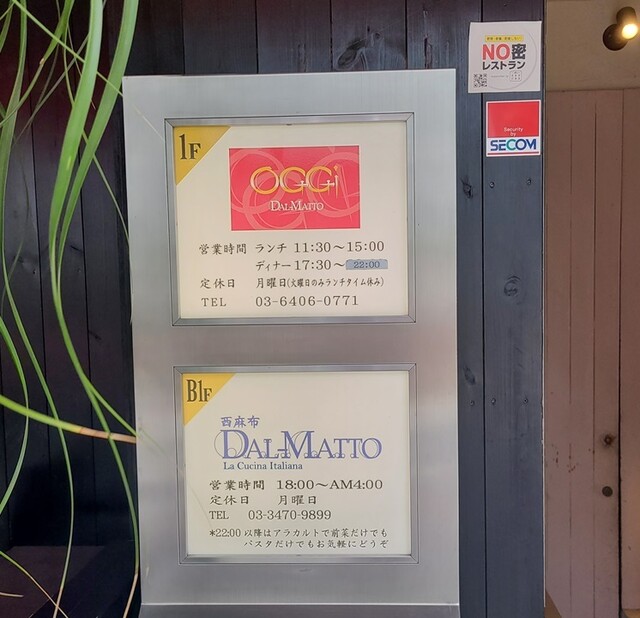 NO密
レストラン
Security
by
SECOM
1F
OGGi
DAL-MATTO
営業時間 ランチ 11:30～15:00
ディナー 17:30～22:00
定休日 月曜日(火曜日のみランチタイム休み)
TEL 03-6406-0771
B1F
西麻布
DAL-MATTO
La Cucina Italiana
営業時間 18:00～AM4:00
定休日 月曜日
TEL 03-3470-9899
*22:00以降はアラカルトで前菜だけでも
パスタだけでもお気軽にどうぞ